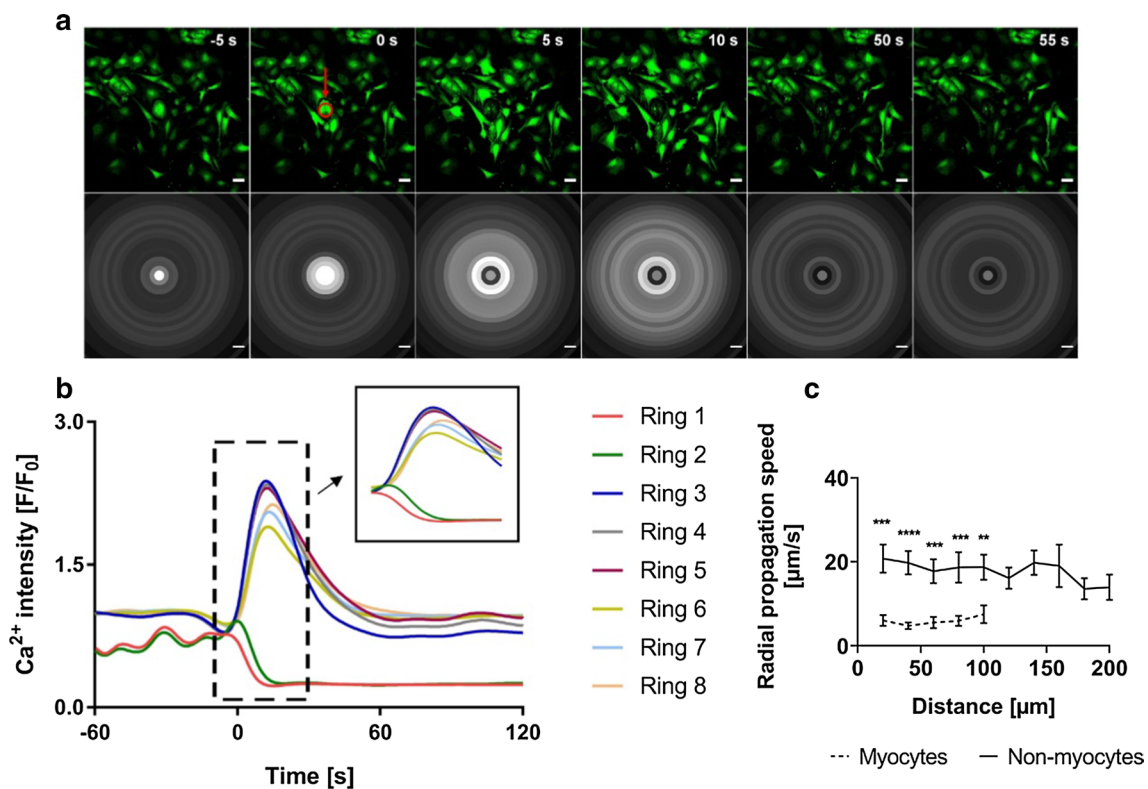 a
-5 s
0 s
5 s
10 s
50 s
55 s
b
Ca2+ intensity [F/F0]
3.0
1.5
0.0
-60
0
60
120
Time [s]
Ring 1
Ring 2
Ring 3
Ring 4
Ring 5
Ring 6
Ring 7
Ring 8
c
Radial propagation speed
[µm/s]
40
20
0
*** **** *** *** **
0 50 100 150 200
Distance [µm]
Myocytes
Non-myocytes